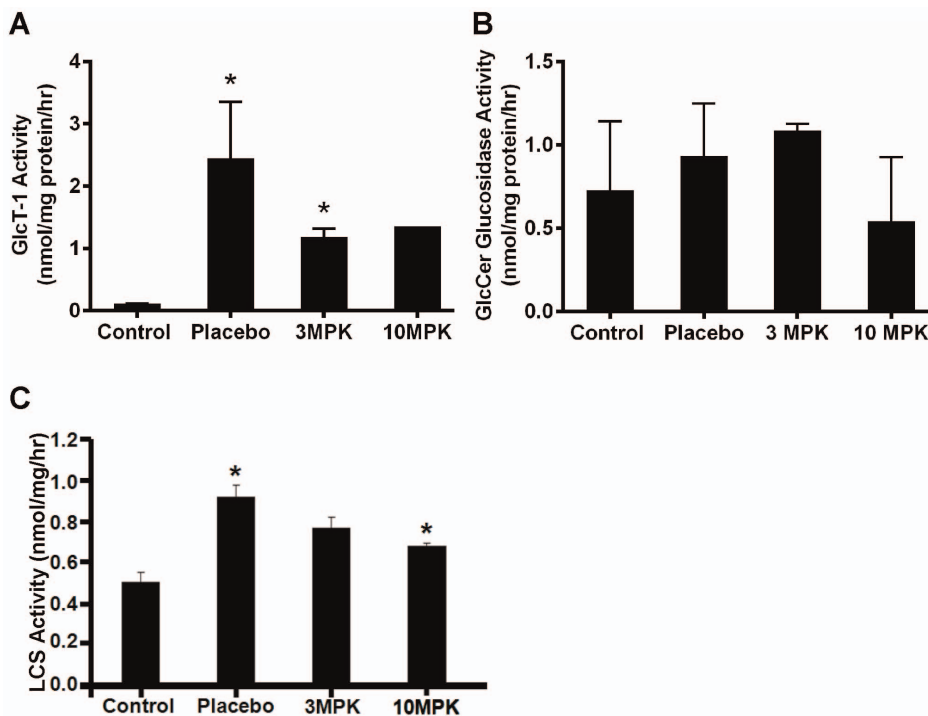 A
GlcT-1 Activity
(nmol/mg protein/hr)
4
3
2
1
0
*
*
Control Placebo 3MPK 10MPK
B
GlcCer Glucosidase Activity
(nmol/mg protein/hr)
1.5
1.0
0.5
0.0
Control Placebo 3 MPK 10 MPK
C
LCS Activity (nmol/mg/hr)
1.2
1.0
0.8
0.6
0.4
0.2
0.0
*
*
Control Placebo 3MPK 10MPK